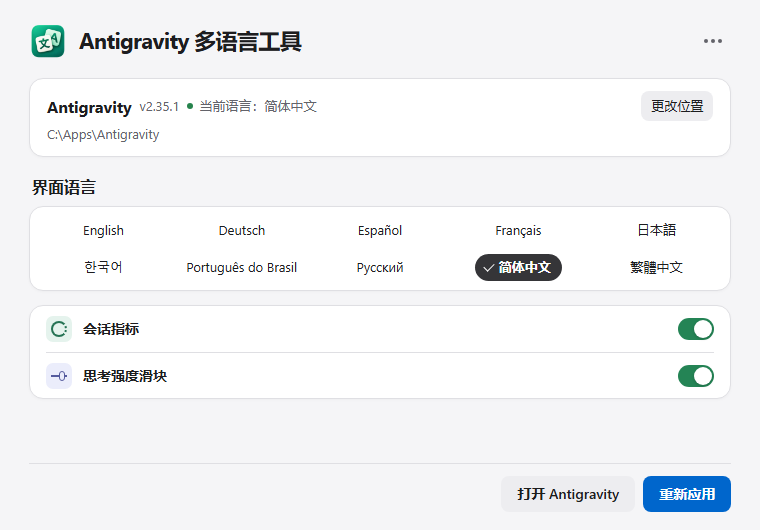 Antigravity 多语言工具
Antigravity v2.35.1 当前语言：简体中文 更改位置
C:\Apps\Antigravity
界面语言
English Deutsch Español Français 日本語
한국어 Português do Brasil Русский 简体中文 繁體中文
会话指标
思考强度滑块
打开 Antigravity 重新应用